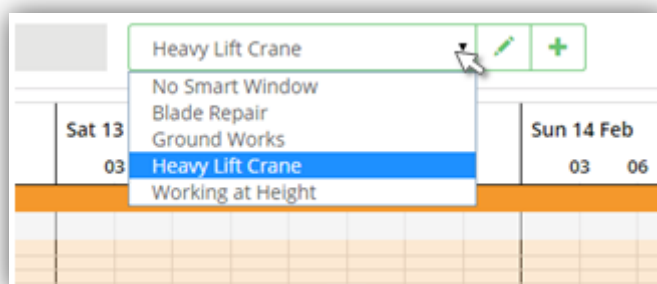 Heavy Lift Crane
No Smart Window
Blade Repair
Ground Works
Heavy Lift Crane
Working at Height
Sat 13
Sun 14 Feb
03
03 06